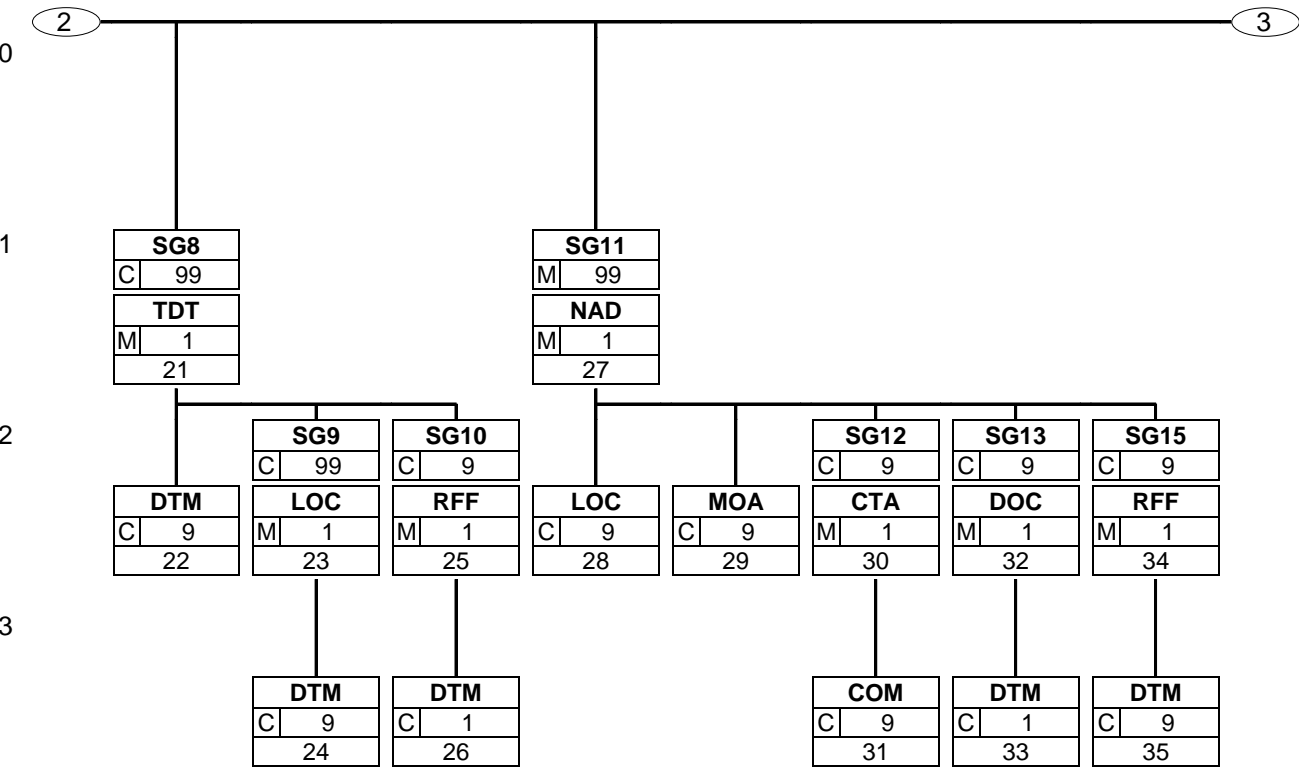 2 3
0
1
SG8 SG11
C 99 M 99
TDT NAD
M 1 M 1
21 27
2
SG9 SG10 SG12 SG13 SG15
C 99 C 9 C 9 C 9 C 9
DTM LOC RFF LOC MOA CTA DOC RFF
C 9 M 1 M 1 C 9 C 9 M 1 M 1 M 1
22 23 25 28 29 30 32 34
3
DTM DTM COM DTM DTM
C 9 C 1 C 9 C 1 C 9
24 26 31 33 35